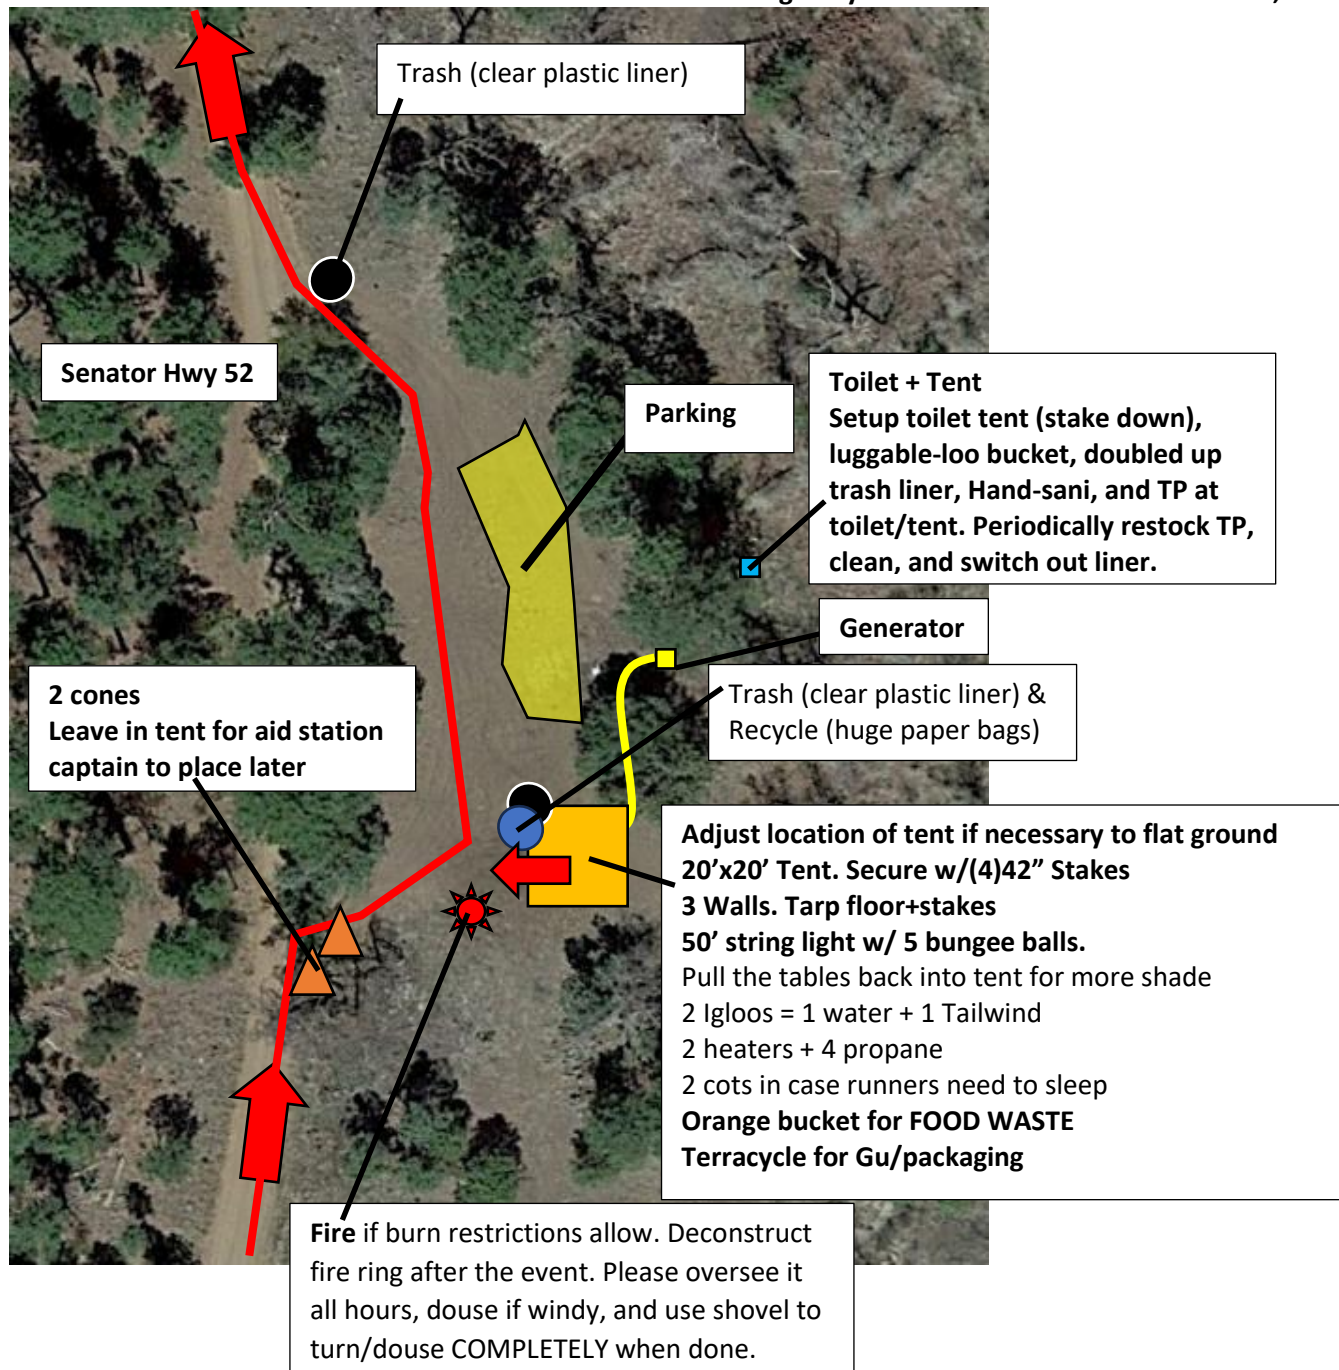 Trash (clear plastic liner)
Senator Hwy 52
Parking
Toilet + Tent
Setup toilet tent (stake down),
luggable-loo bucket, doubled up
trash liner, Hand-sani, and TP at
toilet/tent. Periodically restock TP,
clean, and switch out liner.
Generator
2 cones
Leave in tent for aid station
captain to place later
Trash (clear plastic liner) &
Recycle (huge paper bags)
Adjust location of tent if necessary to flat ground
20’x20’ Tent. Secure w/(4)42” Stakes
3 Walls. Tarp floor+stakes
50’ string light w/ 5 bungee balls.
Pull the tables back into tent for more shade
2 Igloos = 1 water + 1 Tailwind
2 heaters + 4 propane
2 cots in case runners need to sleep
Orange bucket for FOOD WASTE
Terracycle for Gu/packaging
Fire if burn restrictions allow. Deconstruct
fire ring after the event. Please oversee it
all hours, douse if windy, and use shovel to
turn/douse COMPLETELY when done.